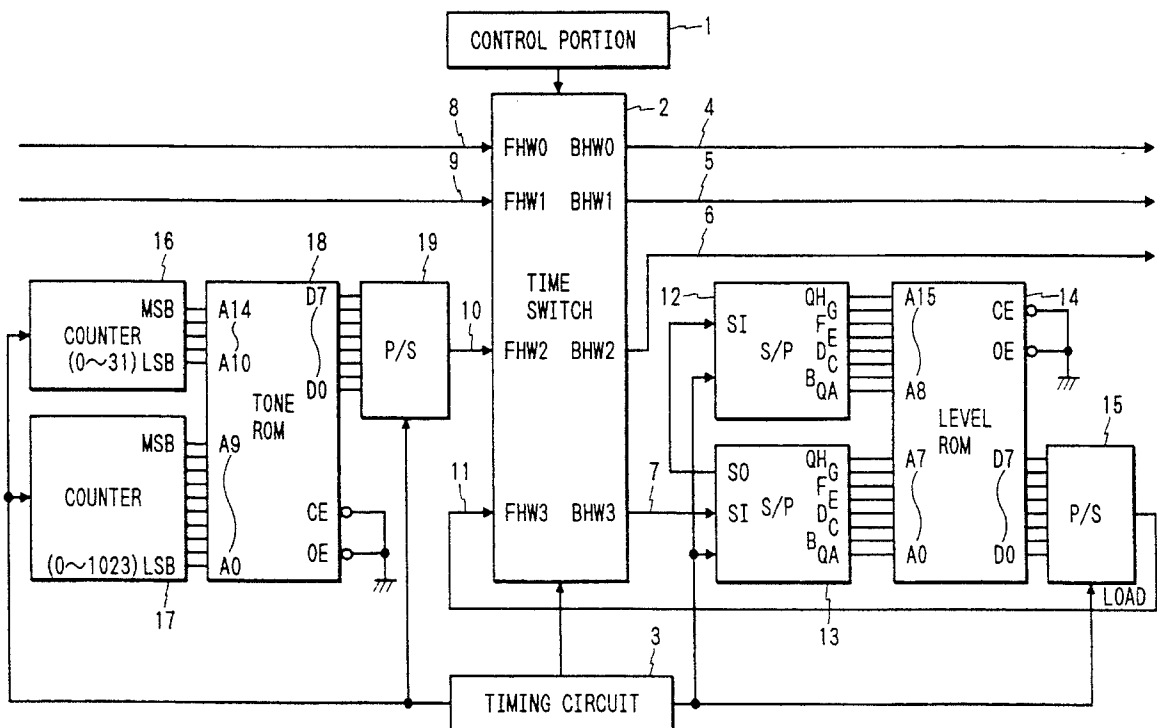 CONTROL PORTION
1
2
8
FHW0
BHW0
4
9
FHW1
BHW1
5
6
TIME
SWITCH
10
FHW2
BHW2
11
FHW3
BHW3
7
16
MSB
COUNTER
(0~31) LSB
MSB
COUNTER
(0~1023) LSB
17
18
A14
A10
TONE
ROM
A9
A0
D7
D0
CE
OE
19
P/S
12
SI
S/P
QH
G
F
E
D
C
B
QA
SO
SI
S/P
QH
G
F
E
D
C
B
QA
13
14
A15
A8
LEVEL
ROM
A7
A0
CE
OE
D7
D0
15
P/S
LOAD
3
TIMING CIRCUIT